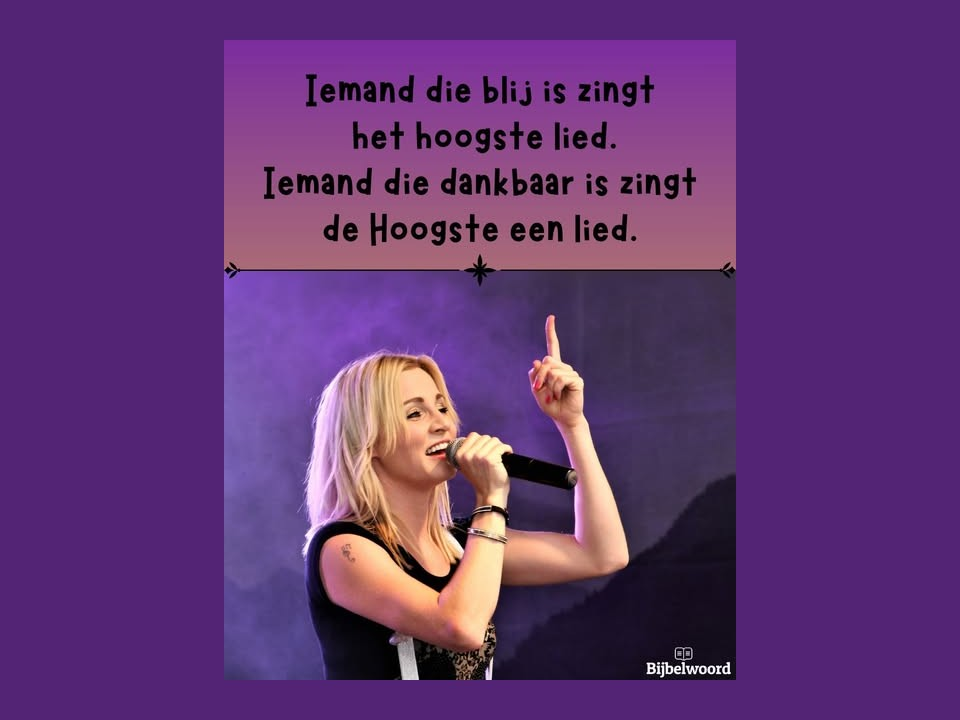 Iemand die blij is zingt
het hoogste lied.
Iemand die dankbaar is zingt
de Hoogste een lied.
Bijbelwoord